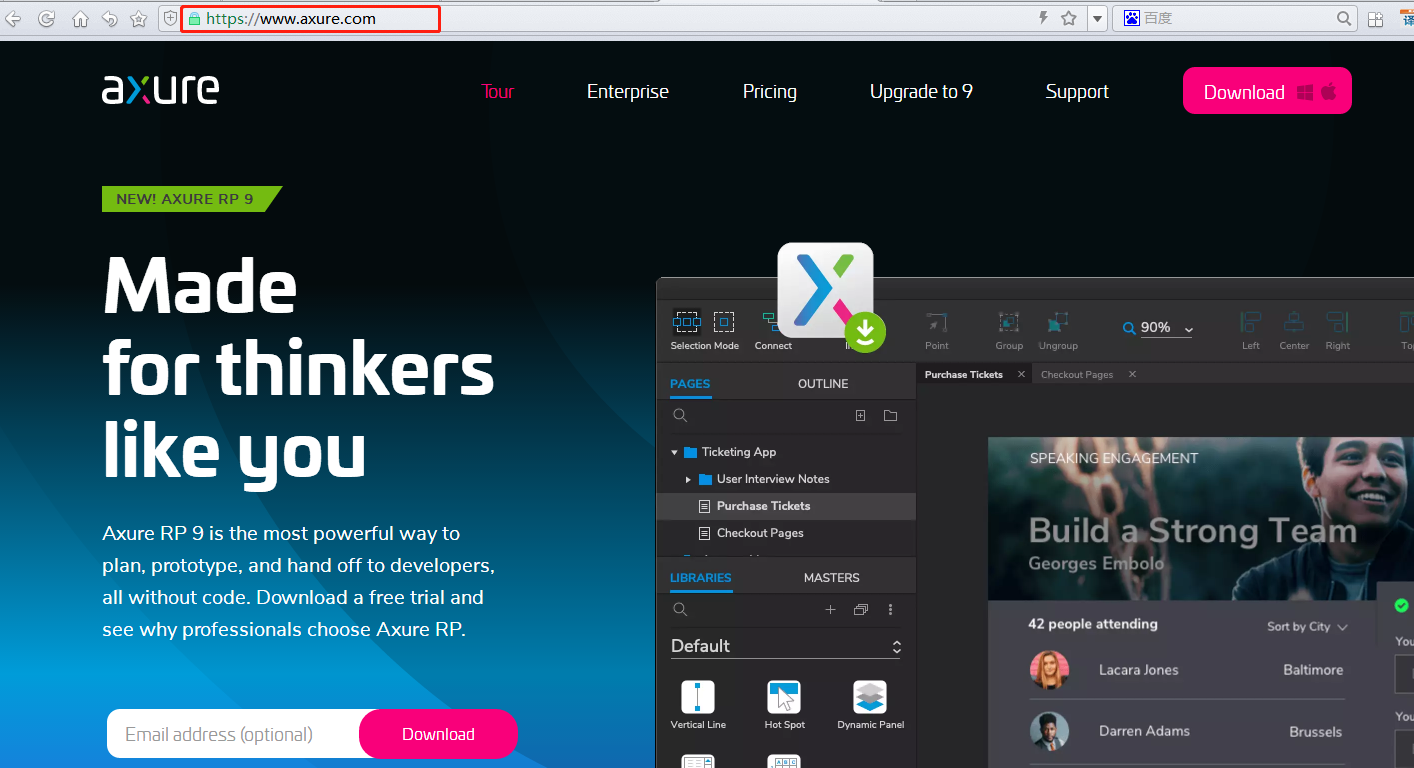 https://www.axure.com
百度
译
axure
Tour
Enterprise
Pricing
Upgrade to 9
Support
Download
NEW! AXURE RP 9
Made
for thinkers
like you
Axure RP 9 is the most powerful way to
plan, prototype, and hand off to developers,
all without code. Download a free trial and
see why professionals choose Axure RP.
Email address (optional)
Download
Selection Mode
Connect
Point
Group
Ungroup
90%
Left
Center
Right
PAGES
OUTLINE
Ticketing App
User Interview Notes
Purchase Tickets
Checkout Pages
LIBRARIES
MASTERS
Default
Vertical Line
Hot Spot
Dynamic Panel
Purchase Tickets
Checkout Pages
SPEAKING ENGAGEMENT
Build a Strong Team
Georges Embolo
42 people attending
Sort by City
Lacara Jones
Baltimore
Darren Adams
Brussels